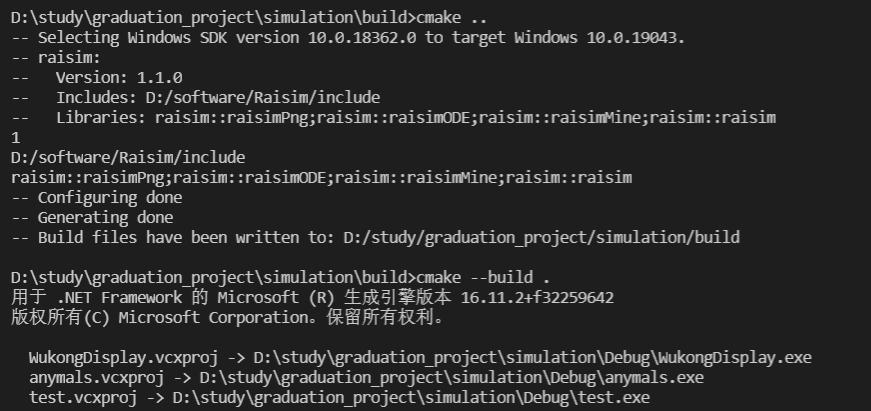 D:\study\graduation_project\simulation\build>cmake ..
-- Selecting Windows SDK version 10.0.18362.0 to target Windows 10.0.19043.
-- raisim:
--   Version: 1.1.0
--   Includes: D:/software/Raisim/include
--   Libraries: raisim::raisimPng;raisim::raisimODE;raisim::raisimMine;raisim::raisim
1
D:/software/Raisim/include
raisim::raisimPng;raisim::raisimODE;raisim::raisimMine;raisim::raisim
-- Configuring done
-- Generating done
-- Build files have been written to: D:/study/graduation_project/simulation/build
D:\study\graduation_project\simulation\build>cmake --build .
用于 .NET Framework 的 Microsoft (R) 生成引擎版本 16.11.2+f32259642
版权所有(C) Microsoft Corporation。保留所有权利。
WukongDisplay.vcxproj -> D:\study\graduation_project\simulation\Debug\WukongDisplay.exe
anymals.vcxproj -> D:\study\graduation_project\simulation\Debug\anymals.exe
test.vcxproj -> D:\study\graduation_project\simulation\Debug\test.exe